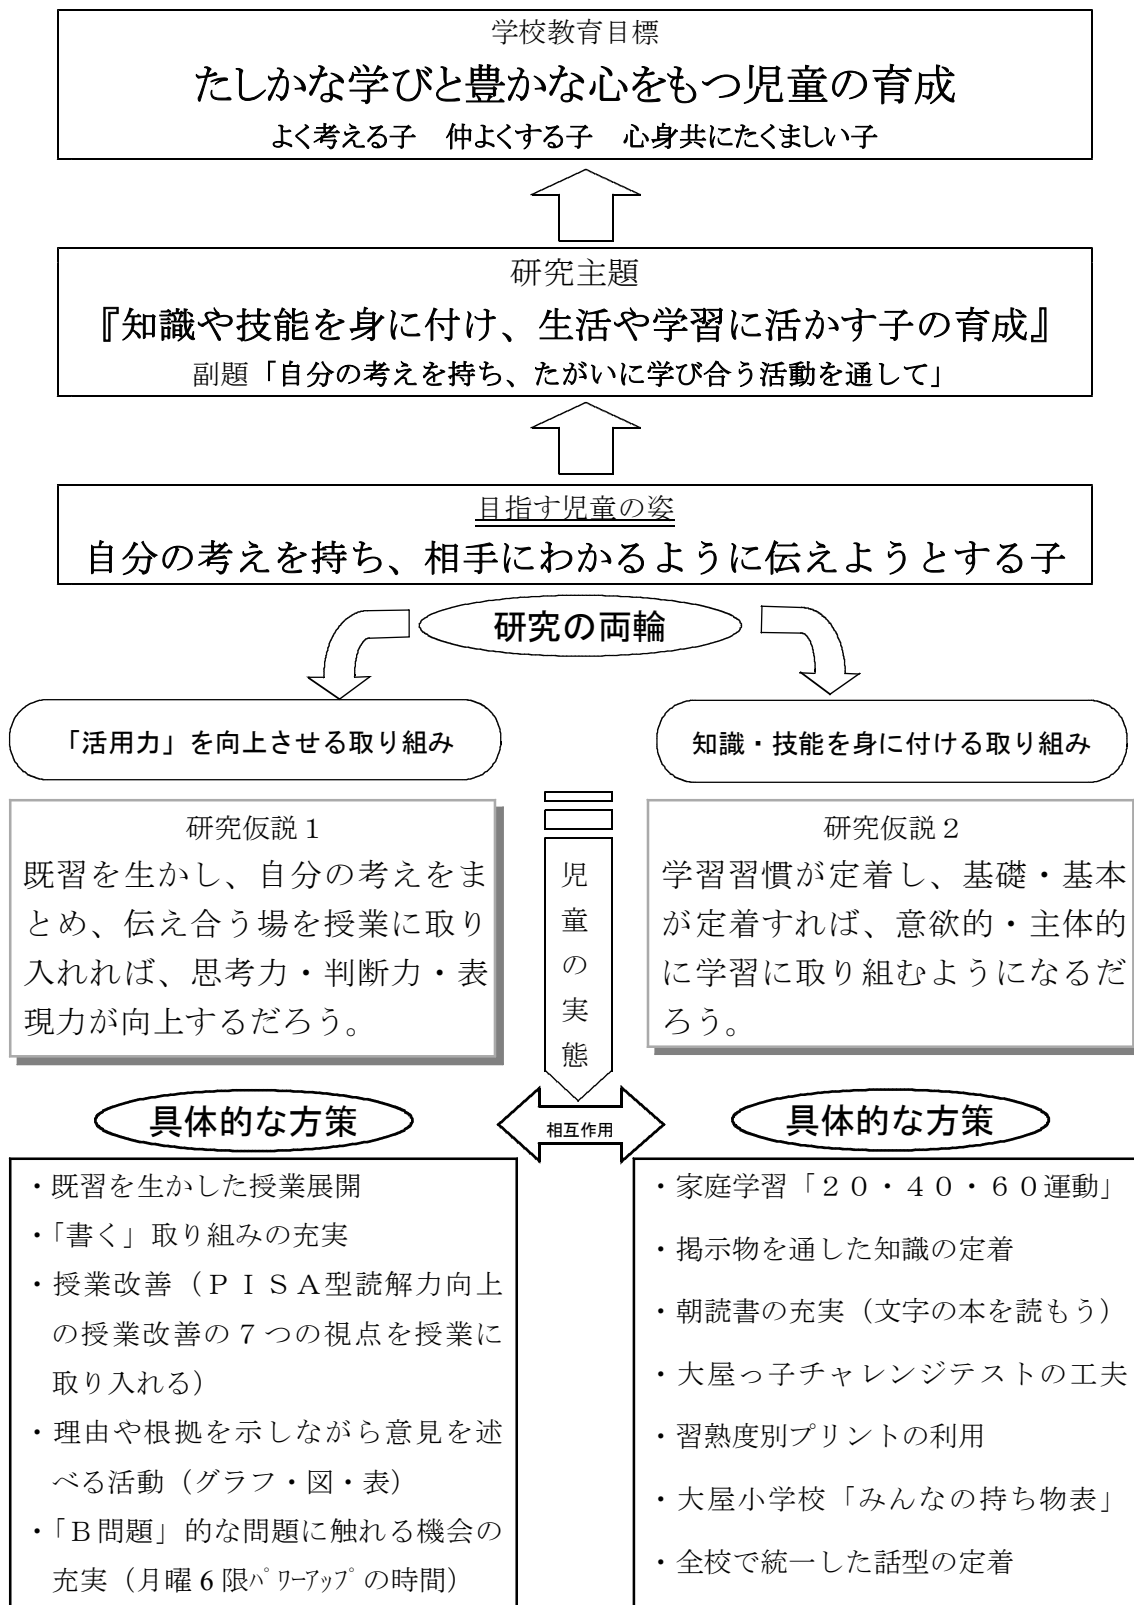 学校教育目標
たしかな学びと豊かな心をもつ児童の育成
よく考える子　仲よくする子　心身共にたくましい子
研究主題
『知識や技能を身に付け、生活や学習に活かす子の育成』
副題「自分の考えを持ち、たがいに学び合う活動を通して」
目指す児童の姿
自分の考えを持ち、相手にわかるように伝えようとする子
研究の両輪
「活用力」を向上させる取り組み
知識・技能を身に付ける取り組み
研究仮説１
既習を生かし、自分の考えをま
とめ、伝え合う場を授業に取り
入れれば、思考力・判断力・表
現力が向上するだろう。
児童の実態
研究仮説２
学習習慣が定着し、基礎・基本
が定着すれば、意欲的・主体的
に学習に取り組むようになるだ
ろう。
具体的な方策
相互作用
具体的な方策
・既習を生かした授業展開
・「書く」取り組みの充実
・授業改善（ＰＩＳＡ型読解力向上
の授業改善の７つの視点を授業に
取り入れる）
・理由や根拠を示しながら意見を述
べる活動（グラフ・図・表）
・「Ｂ問題」的な問題に触れる機会の
充実（月曜6限ﾊﾟﾜｰｱｯﾌﾟの時間）
・家庭学習「２０・４０・６０運動」
・掲示物を通した知識の定着
・朝読書の充実（文字の本を読もう）
・大屋っ子チャレンジテストの工夫
・習熟度別プリントの利用
・大屋小学校「みんなの持ち物表」
・全校で統一した話型の定着